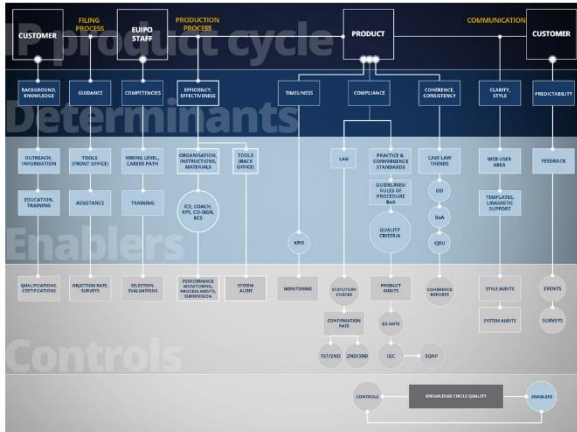 IP product cycle
CUSTOMER
FILING
PROCESS
EUIPO
STAFF
PRODUCTION
PROCESS
PRODUCT
COMMUNICATION
CUSTOMER
Determinants
BACKGROUND,
KNOWLEDGE
GUIDANCE
COMPETENCIES
EFFICIENCY,
EFFECTIVENESS
TIMELINESS
COMPLIANCE
COHERENCE,
CONSISTENCY
CLARITY,
STYLE
PREDICTABILITY
Enablers
OUTREACH,
INFORMATION
TOOLS
(FRONT OFFICE)
HIRING LEVEL,
CAREER PATH
ORGANISATION,
INSTRUCTIONS,
MATERIALS
TOOLS
(BACK
OFFICE)
LAW
PRACTICE &
CONVERGENCE
STANDARDS
CASE LAW
TRENDS
WEB USER
AREA
FEEDBACK
EDUCATION,
TRAINING
ASSISTANCE
TRAINING
ICE, COACH,
KCS
GUIDELINES/
RULES OF
PROCEDURE
BoA
TEMPLATES,
LINGUISTIC
SUPPORT
KPIS
QUALITY
CRITERIA
BoA
CJEU
Controls
QUALIFICATIONS,
CERTIFICATIONS
OBJECTION RATE,
SURVEYS
SELECTION,
EVALUATIONS
PERFORMANCE
MONITORING,
PROCESS AUDITS,
SUPERVISION
SYSTEM
AUDIT
MONITORING
STATUTORY
CHECKS
PRODUCT
AUDITS
COHERENCE
REPORTS
STYLE AUDITS
EVENTS
CONFIRMATION
RATE
EX-ANTE
SYSTEM AUDITS
SURVEYS
1ST/2ND
2ND/3RD
SQAP
CONTROLS
KNOWLEDGE CIRCLE QUALITY
ENABLERS